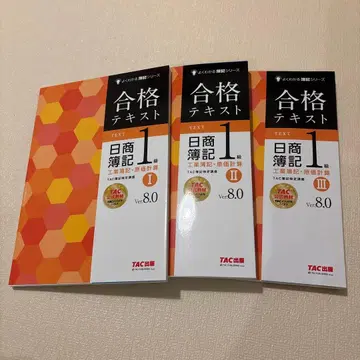 よくわかる簿記シリーズ
合格
テキスト
TEXT
日商
簿記
1級
工業簿記・原価計算
TAC簿記検定講座
I
TAC
Ver.8.0
TAC出版
よくわかる簿記シリーズ
合格
テキスト
TEXT
日商
簿記
1級
工業簿記・原価計算
TAC簿記検定講座
II
TAC
Ver.8.0
TAC出版
よくわかる簿記シリーズ
合格
テキスト
TEXT
日商
簿記
1級
工業簿記・原価計算
TAC簿記検定講座
III
TAC
Ver.8.0
TAC出版